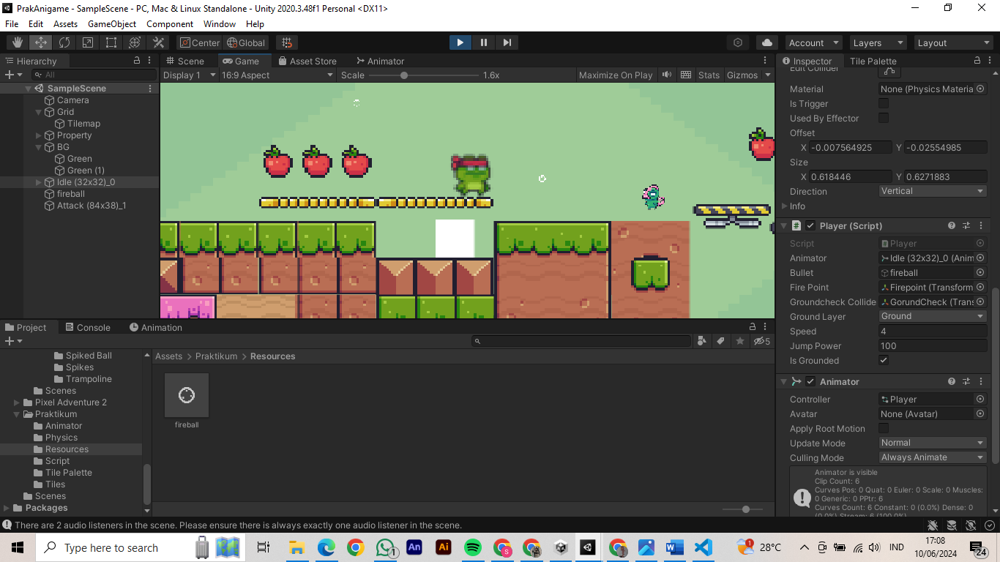 PrakAnigame - SampleScene - PC, Mac & Linux Standalone - Unity 2020.3.48f1 Personal <DX11>
File Edit Assets GameObject Component Window Help
Center Global Account Layers Layout
Hierarchy
All
SampleScene
Camera
Grid
Tilemap
Property
BG
Green
Green (1)
Idle (32x32)_0
fireball
Attack (84x38)_1
Scene Game Asset Store Animator
Display 1 16:9 Aspect Scale 1.6x Maximize On Play Stats Gizmos
Inspector Tile Palette
Edit Collider
Material None (Physics Materia
Is Trigger
Used By Effector
Offset
X -0.007564925 Y -0.02554985
Size
X 0.618446 Y 0.6271883
Direction Vertical
Info
# Player (Script)
Script Player
Animator Idle (32x32)_0 (Anim
Bullet fireball
Fire Point Firepoint (Transform
Groundcheck Collide GorundCheck (Trans
Ground Layer Ground
Speed 4
Jump Power 100
Is Grounded
Animator
Controller Player
Avatar None (Avatar)
Apply Root Motion
Update Mode Normal
Culling Mode Always Animate
Animator is visible
Clip Count: 6
Curves Pos: 0 Quat: 0 Euler: 0 Scale: 0 Muscles:
0 Generic: 0 PPtr: 6
Curves Count: 6 Constant: 0 (0.0%) Dense: 0
(0.0%) Stream: 6 (100.0%)
Project Console Animation
5
Spiked Ball
Spikes
Trampoline
Scenes
Pixel Adventure 2
Praktikum
Animator
Physics
Resources
Script
Tile Palette
Tiles
Scenes
Packages
Assets > Praktikum > Resources
fireball
There are 2 audio listeners in the scene. Please ensure there is always exactly one audio listener in the scene.
Type here to search
1
An
Ai
S
28°C
IND
17:08
10/06/2024
24